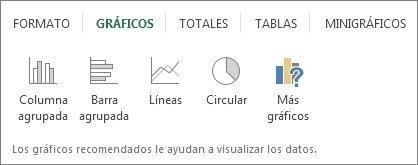 FORMATO GRÁFICOS TOTALES TABLAS MINIGRÁFICOS
Columna agrupada
Barra agrupada
Líneas
Circular
Más gráficos
Los gráficos recomendados le ayudan a visualizar los datos.